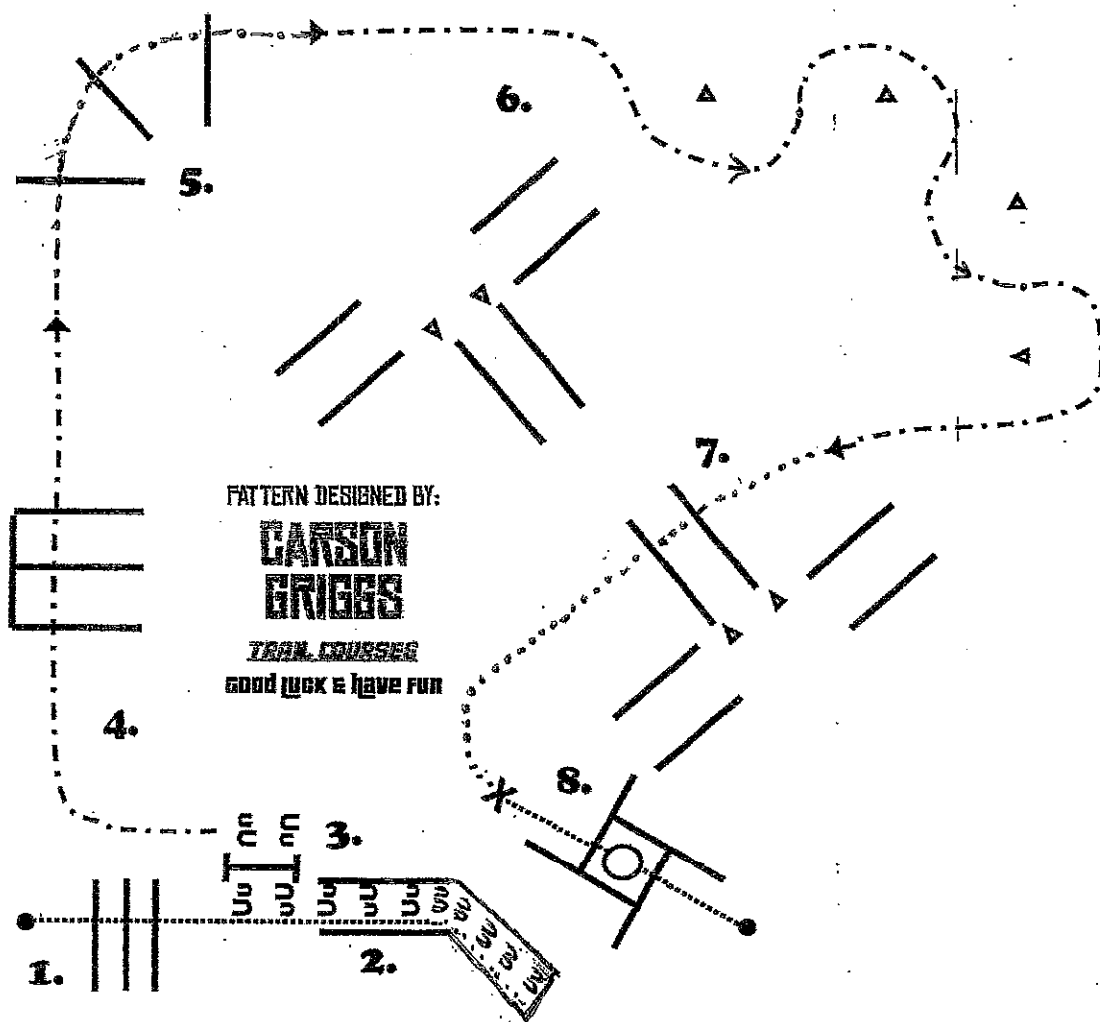 6.
5.
7.
PATTERN DESIGNED BY:
CARSON
GRIGGS
TRAIL COURSES
GOOD LUCK & HAVE FUN
4.
8.
X
3.
2.
1.